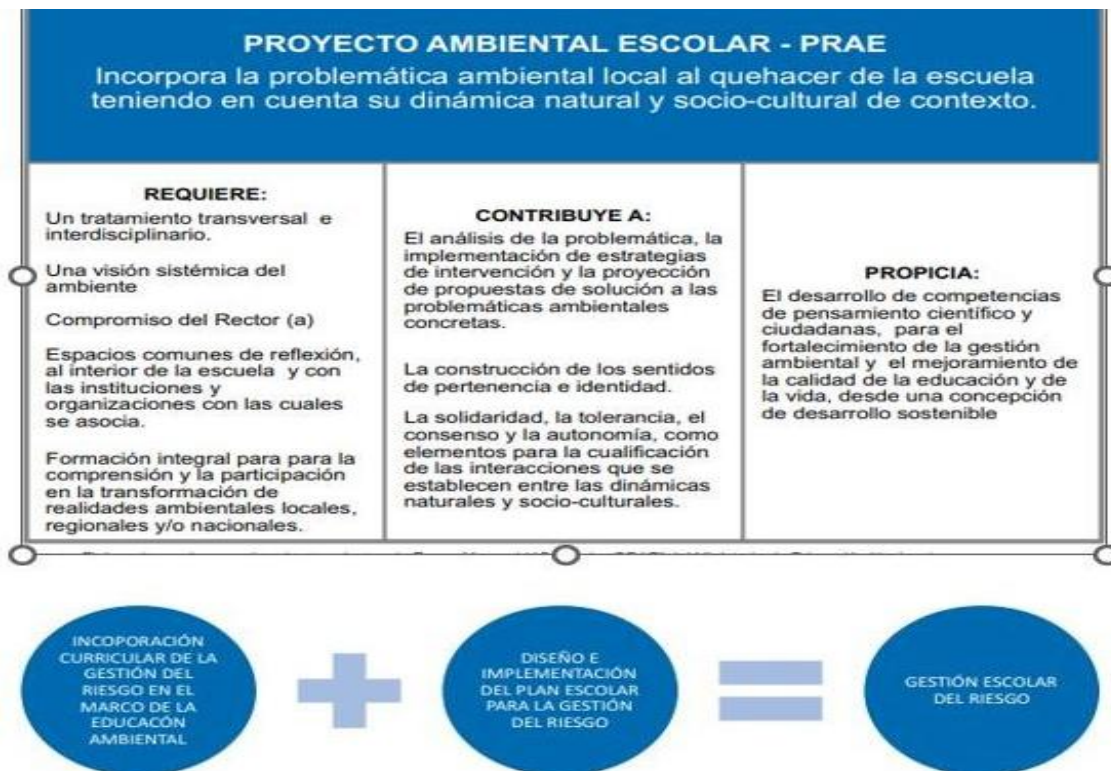 PROYECTO AMBIENTAL ESCOLAR - PRAE
Incorpora la problemática ambiental local al quehacer de la escuela
teniendo en cuenta su dinámica natural y socio-cultural de contexto.
REQUIERE:
Un tratamiento transversal e
interdisciplinario.
Una visión sistémica del
ambiente
Compromiso del Rector (a)
Espacios comunes de reflexión,
al interior de la escuela y con
las instituciones y
organizaciones con las cuales
se asocia.
Formación integral para para la
comprensión y la participación
en la transformación de
realidades ambientales locales,
regionales y/o nacionales.
CONTRIBUYE A:
El análisis de la problemática, la
implementación de estrategias
de intervención y la proyección
de propuestas de solución a las
problemáticas ambientales
concretas.
La construcción de los sentidos
de pertenencia e identidad.
La solidaridad, la tolerancia, el
consenso y la autonomía, como
elementos para la cualificación
de las interacciones que se
establecen entre las dinámicas
naturales y socio-culturales.
PROPICIA:
El desarrollo de competencias
de pensamiento científico y
ciudadanas, para el
fortalecimiento de la gestión
ambiental y el mejoramiento de
la calidad de la educación y de
la vida, desde una concepción
de desarrollo sostenible
INCOPORACIÓN
CURRICULAR DE LA
GESTIÓN DEL
RIESGO EN EL
MARCO DE LA
EDUCACÓN
AMBIENTAL
DISEÑO E
IMPLEMENTACIÓN
DEL PLAN ESCOLAR
PARA LA GESTIÓN
DEL RIESGO
GESTIÓN ESCOLAR
DEL RIESGO